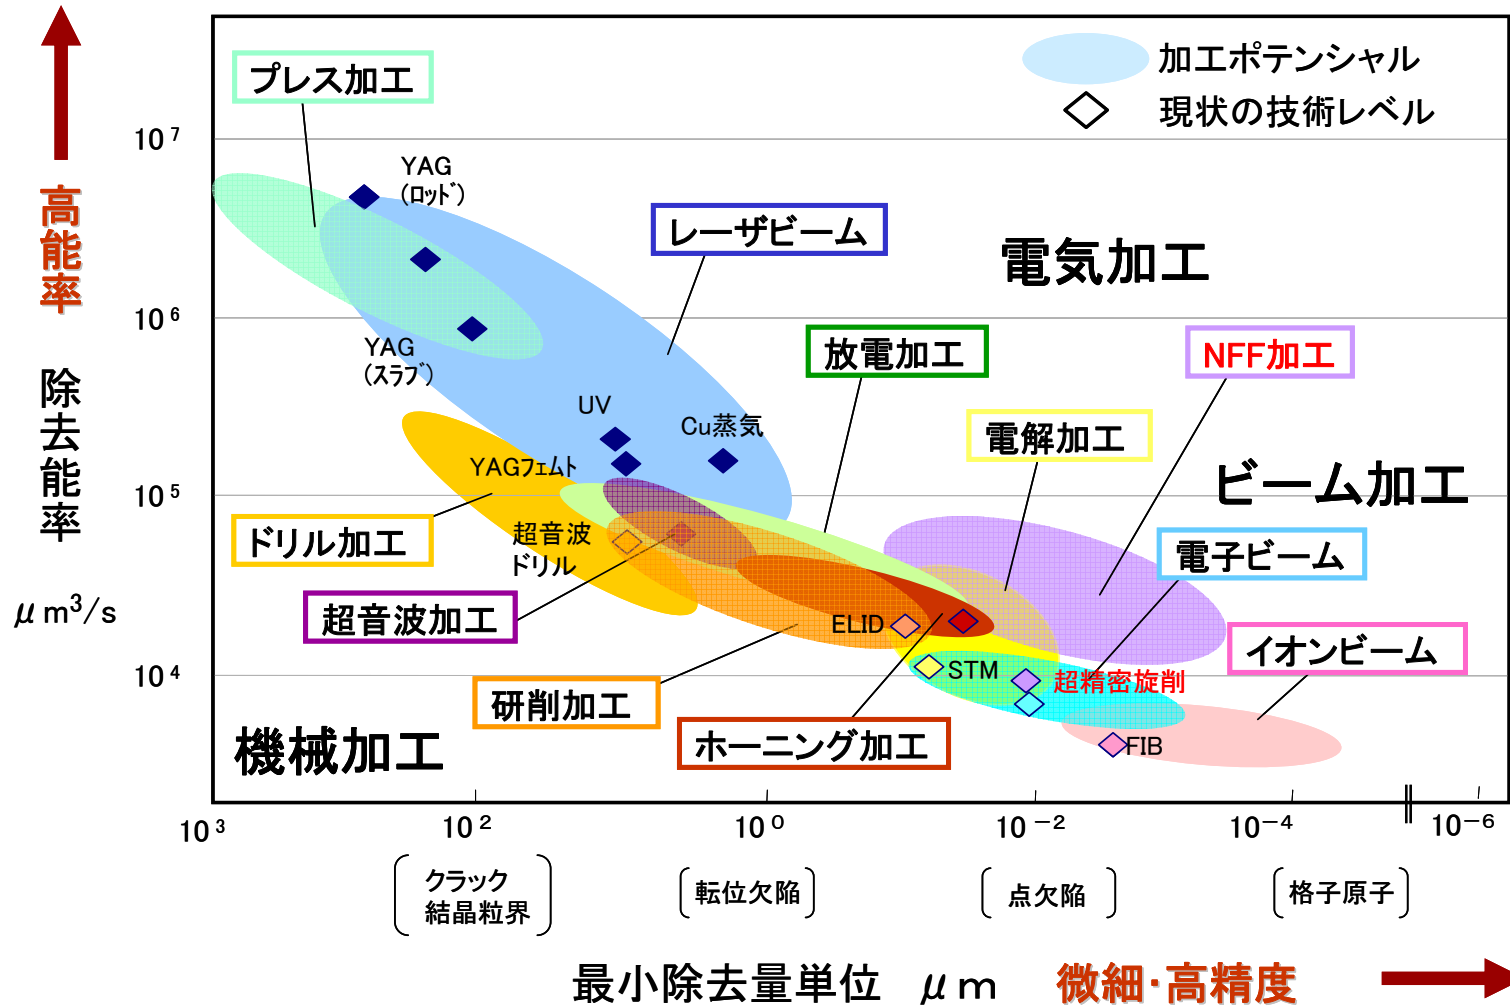 加工ポテンシャル
現状の技術レベル
プレス加工
10⁷
YAG
(ﾛｯﾄﾞ)
高能率
レーザビーム
電気加工
10⁶
YAG
(ｽﾗﾌﾞ)
放電加工
NFF加工
除去能率
UV
Cu蒸気
電解加工
YAGﾌｪﾑﾄ
ビーム加工
10⁵
ドリル加工
超音波
ドリル
電子ビーム
μm³/s
超音波加工
ELID
イオンビーム
10⁴
STM
超精密旋削
研削加工
ホーニング加工
機械加工
FIB
10³
10²
10⁰
10⁻²
10⁻⁴
10⁻⁶
クラック
結晶粒界
転位欠陥
点欠陥
格子原子
最小除去量単位 μm 微細・高精度